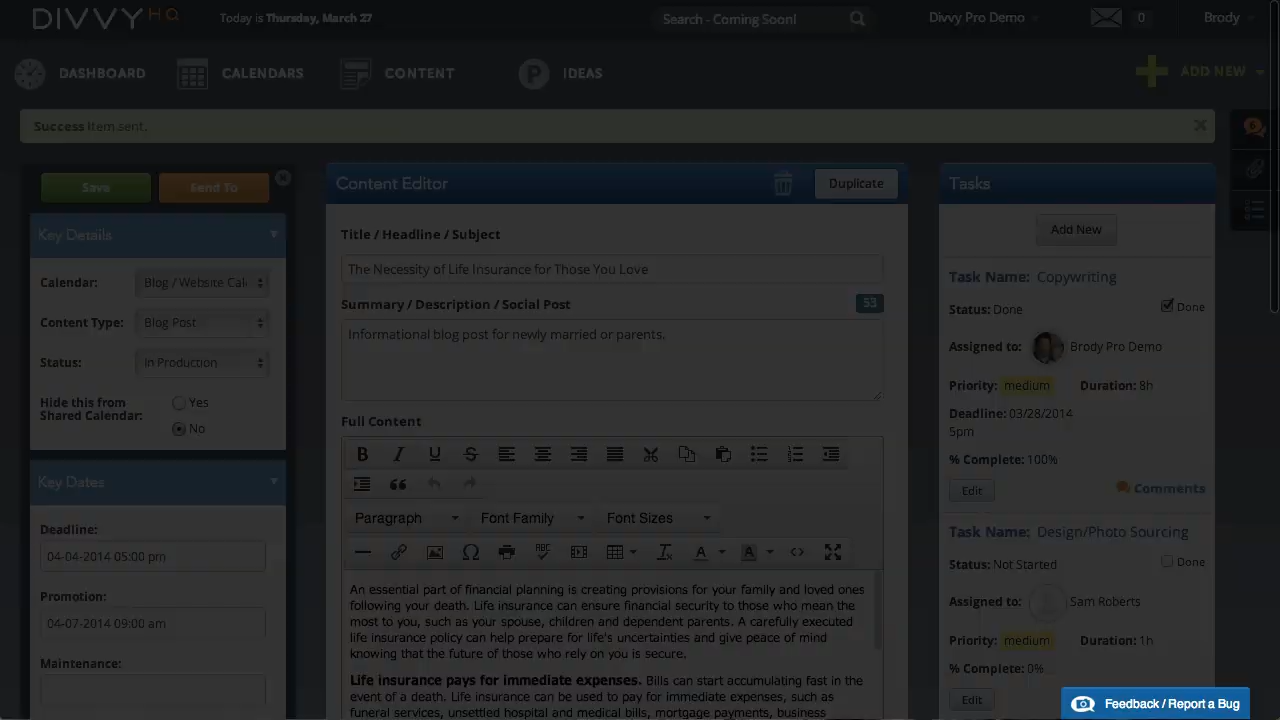 DIVVY HQ
Today is Thursday, March 27
Search - Coming Soon!
Divvy Pro Demo
0
Brody
DASHBOARD
CALENDARS
CONTENT
P
IDEAS
ADD NEW
Success Item sent.
6
Save
Send To
Key Details
Calendar:
Blog / Website Cal
Content Type:
Blog Post
Status:
In Production
Hide this from
Shared Calendar:
Yes
No
Key Dates
Deadline:
04-04-2014 05:00 pm
Promotion:
04-07-2014 09:00 am
Maintenance:
Content Editor
Duplicate
Title / Headline / Subject
The Necessity of Life Insurance for Those You Love
Summary / Description / Social Post
53
Informational blog post for newly married or parents.
Full Content
Paragraph
Font Family
Font Sizes
An essential part of financial planning is creating provisions for your family and loved ones
following your death. Life insurance can ensure financial security to those who mean the
most to you, such as your spouse, children and dependent parents. A carefully executed
life insurance policy can help prepare for life's uncertainties and give peace of mind
knowing that the future of those who rely on you is secure.
Life insurance pays for immediate expenses. Bills can start accumulating fast in the
event of a death. Life insurance can be used to pay for immediate expenses, such as
funeral services, unsettled hospital and medical bills, mortgage payments, business
Tasks
Add New
Task Name: Copywriting
Status: Done
Done
Assigned to:
Brody Pro Demo
Priority: medium
Duration: 8h
Deadline: 03/28/2014
5pm
% Complete: 100%
Edit
Comments
Task Name: Design/Photo Sourcing
Status: Not Started
Done
Assigned to:
Sam Roberts
Priority: medium
Duration: 1h
% Complete: 0%
Edit
Feedback / Report a Bug